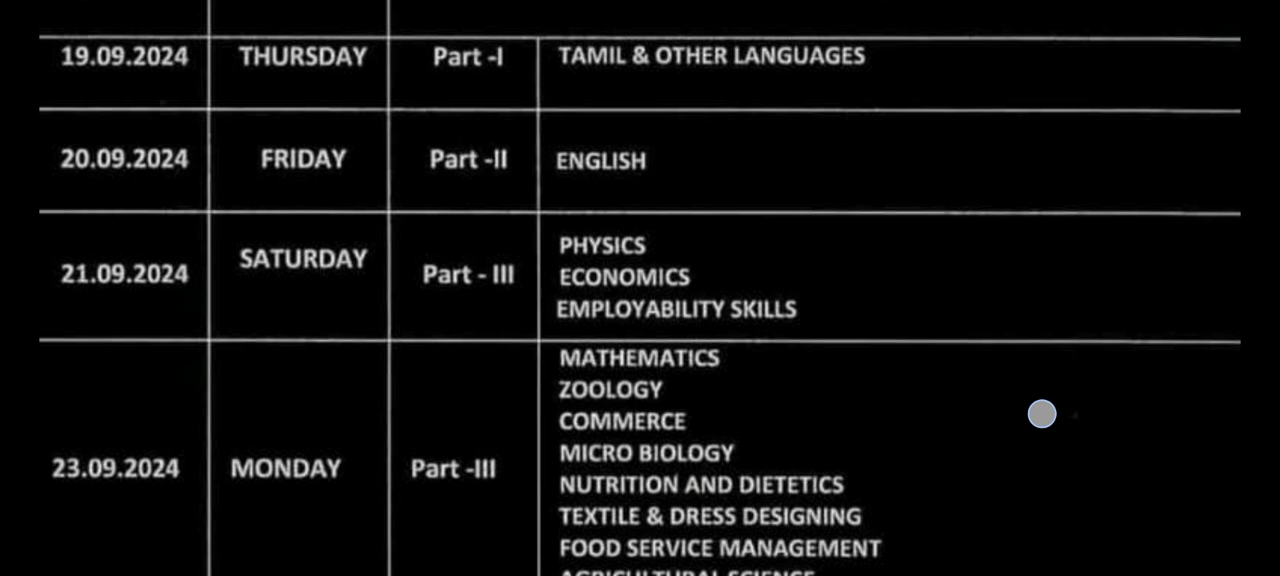 19.09.2024 THURSDAY Part -I TAMIL & OTHER LANGUAGES
20.09.2024 FRIDAY Part -II ENGLISH
21.09.2024 SATURDAY Part - III PHYSICS
ECONOMICS
EMPLOYABILITY SKILLS
23.09.2024 MONDAY Part -III MATHEMATICS
ZOOLOGY
COMMERCE
MICRO BIOLOGY
NUTRITION AND DIETETICS
TEXTILE & DRESS DESIGNING
FOOD SERVICE MANAGEMENT
AGRICULTURAL SCIENCE